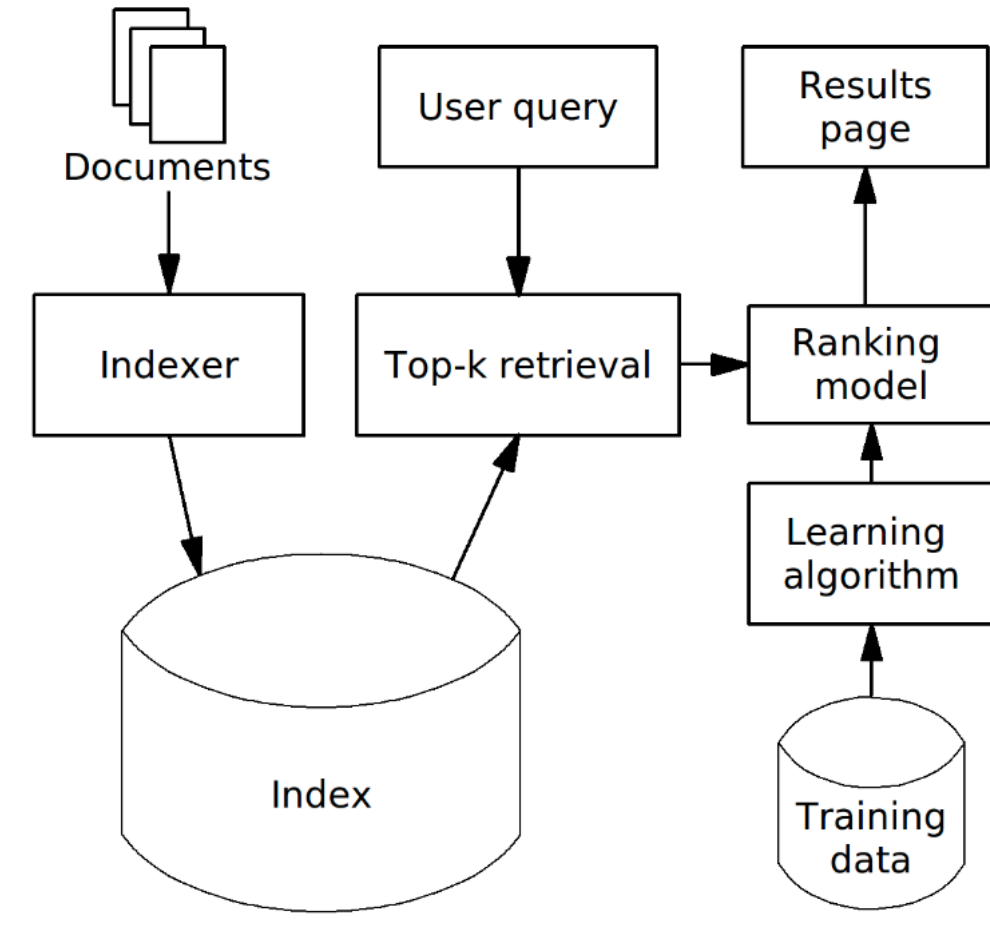 Documents
User query
Results
page
Indexer
Top-k retrieval
Ranking
model
Learning
algorithm
Index
Training
data